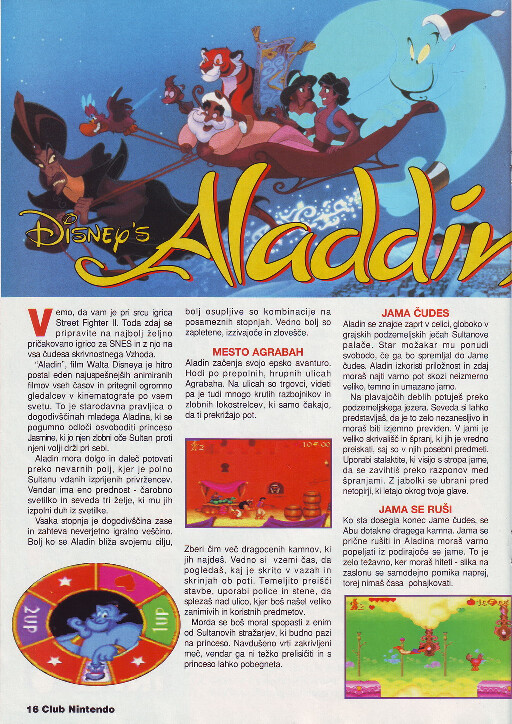 DISNEY'S Aladdin
Vemo, da vam je pri srcu igrica
Street Fighter II. Toda zdaj se
pripravite na najbolj željno
pričakovano igrico za SNES in z njo na
vsa čudesa skrivnostnega Vzhoda.
"Aladin", film Walta Disneya je hitro
postal eden najuspešnejših animiranih
filmov vseh časov in pritegnil ogromno
gledalcev v kinematografe po vsem
svetu. To je starodavna pravljica o
dogodivščinah mladega Aladina, ki se
pogumno odloči osvoboditi princeso
Jasmine, ki jo njen zlobni oče Sultan proti
njeni volji drži pri sebi.
Aladin mora dolgo in daleč potovati
preko nevarnih polj, kjer je polno
Sultanu vdanih izprijenih privržencev.
Vendar ima eno prednost - čarobno
svetilko in seveda tri želje, ki mu jih
izpolni duh iz svetilke.
Vsaka stopnja je dogodivščina zase
in zahteva neverjetno igralno veščino.
Bolj ko se Aladin bliža svojemu cilju,
2UP
1UP
bolj osupljive so kombinacije na
posameznih stopnjah. Vedno bolj so
zapletene, izzivajoče in zlovešče.
MESTO AGRABAH
Aladin začenja svojo epsko avanturo.
Hodi po prepolnih, hrupnih ulicah
Agrabaha. Na ulicah so trgovci, videti
pa je tudi mnogo krutih razbojnikov in
zlobnih lokostrelcev, ki samo čakajo,
da ti prekrižajo pot.
Zberi čim več dragocenih kamnov, ki
jih najdeš. Vedno si vzemi čas, da
pogledaš, kaj je skrito v vazah in
skrinjah ob poti. Temeljito preišči
stavbe, uporabi police in stene, da
splezaš nad ulico, kjer boš našel veliko
zanimivih in koristnih predmetov.
Morda se boš moral spopasti z enim
od Sultanovih stražarjev, ki budno pazi
na princeso. Navdušeno vrti zakrivljeni
meč, vendar ga ni težko prelisičiti in s
princeso lahko pobegneta.
JAMA ČUDES
Aladin se znajde zaprt v celici, globoko v
grajskih podzemeljskih ječah Sultanove
palače. Star možakar mu ponudi
svobodo, če ga bo spremljal do Jame
čudes. Aladin izkoristi priložnost in zdaj
moraš najti varno pot skozi neizmerno
veliko, temno in umazano jamo.
Na plavajočih deblih potuješ preko
podzemeljskega jezera. Seveda si lahko
predstavljaš, da je to zelo nezanesljivo in
moraš biti izjemno previden. V jami je
veliko skrivališč in špranj, ki jih je vredno
preiskati, saj so v njih posebni predmeti.
Uporabi stalaktite, ki visijo s stropa jame,
da se zavihtiš preko razponov med
špranjami. Z jabolki se ubrani pred
netopirji, ki letajo okrog tvoje glave.
JAMA SE RUŠI
Ko sta dosegla konec Jame čudes, se
Abu dotakne dragega kamna. Jama se
prične rušiti in Aladina moraš varno
popeljati iz podirajoče se jame. To je
zelo težavno, ker moraš hiteti - slika na
zaslonu se samodejno pomika naprej,
torej nimaš časa pohajkovati.
16 Club Nintendo